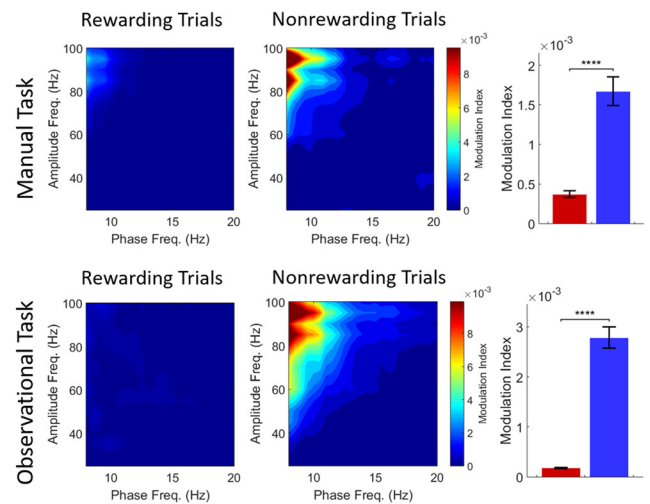 Rewarding Trials
Nonrewarding Trials
Manual Task
Amplitude Freq. (Hz)
100
80
60
40
10
15
20
Phase Freq. (Hz)
Amplitude Freq. (Hz)
100
80
60
40
10
15
20
Phase Freq. (Hz)
×10⁻³
8
6
4
2
0
Modulation Index
×10⁻³
2
1.5
1
0.5
0
Modulation Index
****
Rewarding Trials
Nonrewarding Trials
Observational Task
Amplitude Freq. (Hz)
100
80
60
40
10
15
20
Phase Freq. (Hz)
Amplitude Freq. (Hz)
100
80
60
40
10
15
20
Phase Freq. (Hz)
×10⁻³
8
6
4
2
0
Modulation Index
×10⁻³
3
2
1
0
Modulation Index
****